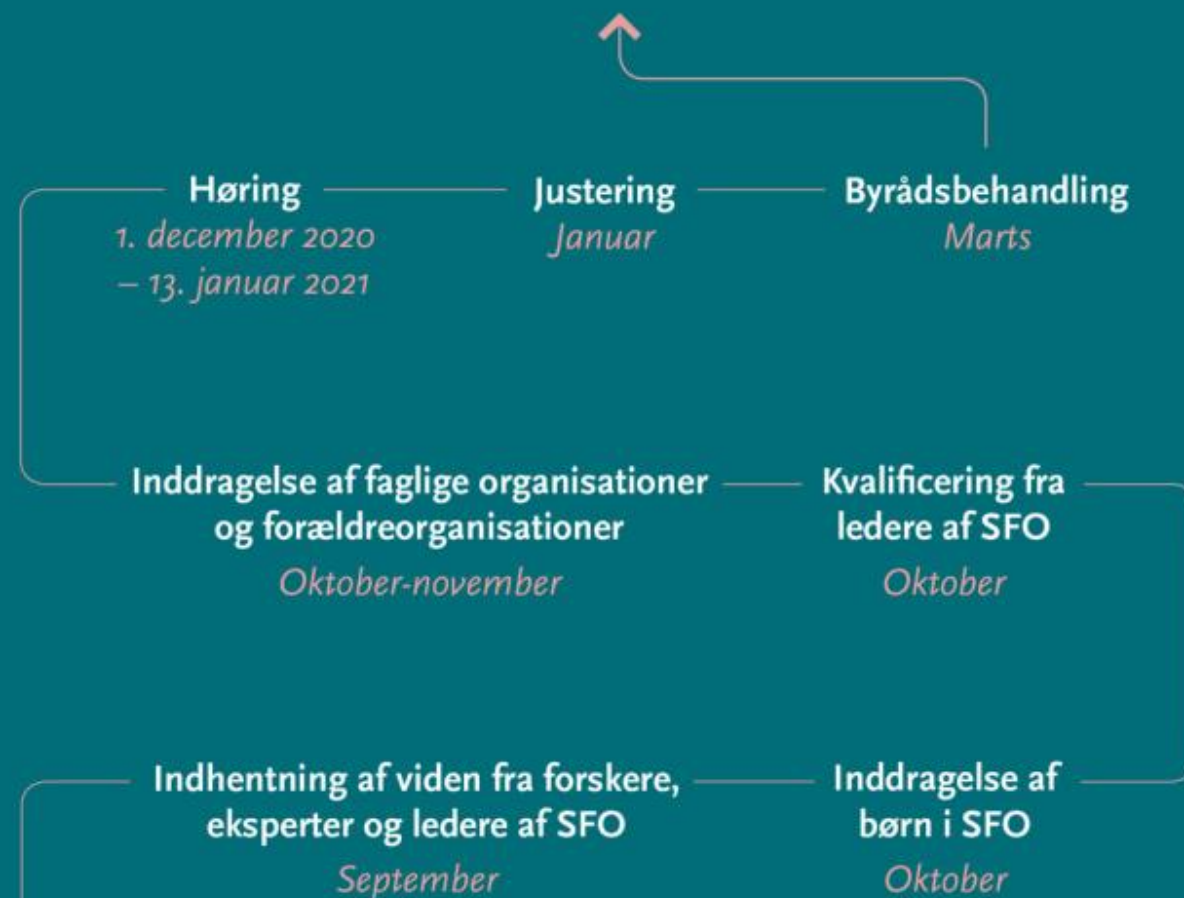 Høring
1. december 2020
– 13. januar 2021
Justering
Januar
Byrådsbehandling
Marts
Inddragelse af faglige organisationer
og forældreorganisationer
Oktober-november
Kvalificering fra
ledere af SFO
Oktober
Indhentning af viden fra forskere,
eksperter og ledere af SFO
September
Inddragelse af
børn i SFO
Oktober